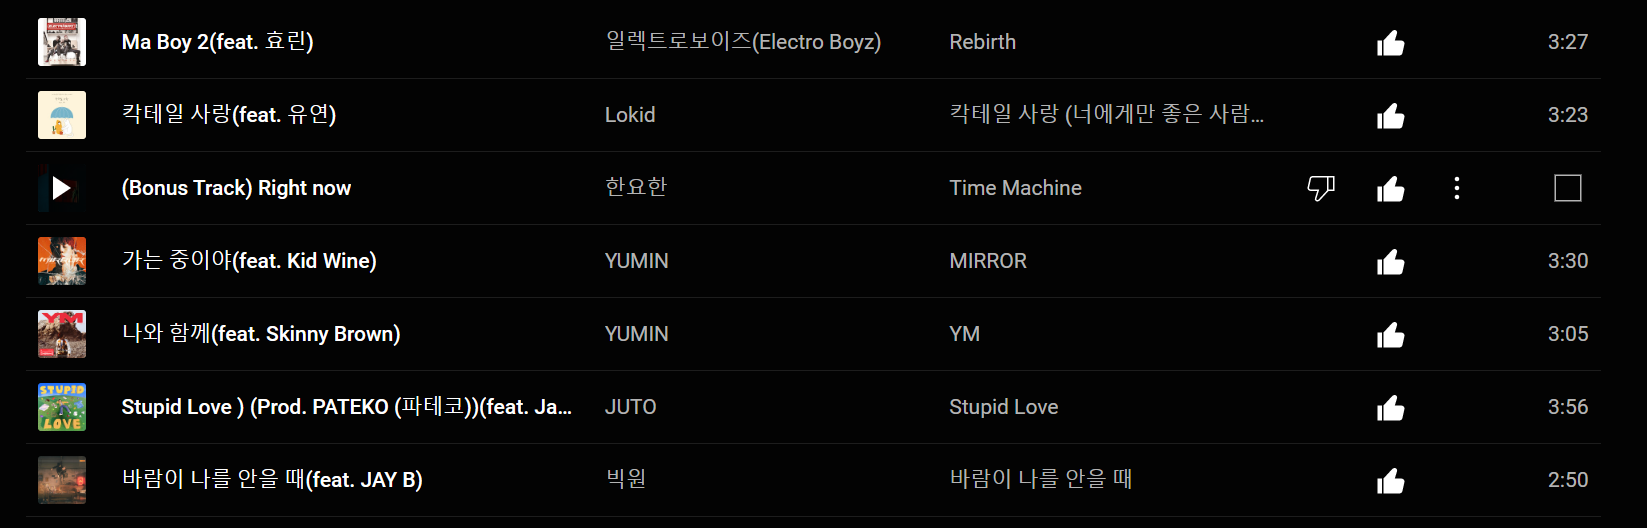 Ma Boy 2(feat. 효린) 일렉트로보이즈(Electro Boyz) Rebirth 3:27
칵테일 사랑(feat. 유연) Lokid 칵테일 사랑 (너에게만 좋은 사람... 3:23
(Bonus Track) Right now 한요한 Time Machine
가는 중이야(feat. Kid Wine) YUMIN MIRROR 3:30
나와 함께(feat. Skinny Brown) YUMIN YM 3:05
YM
STUPID
Stupid Love ) (Prod. PATEKO (파테코))(feat. Ja... JUTO Stupid Love 3:56
LOVE
바람이 나를 안을 때(feat. JAY B) 빅원 바람이 나를 안을 때 2:50